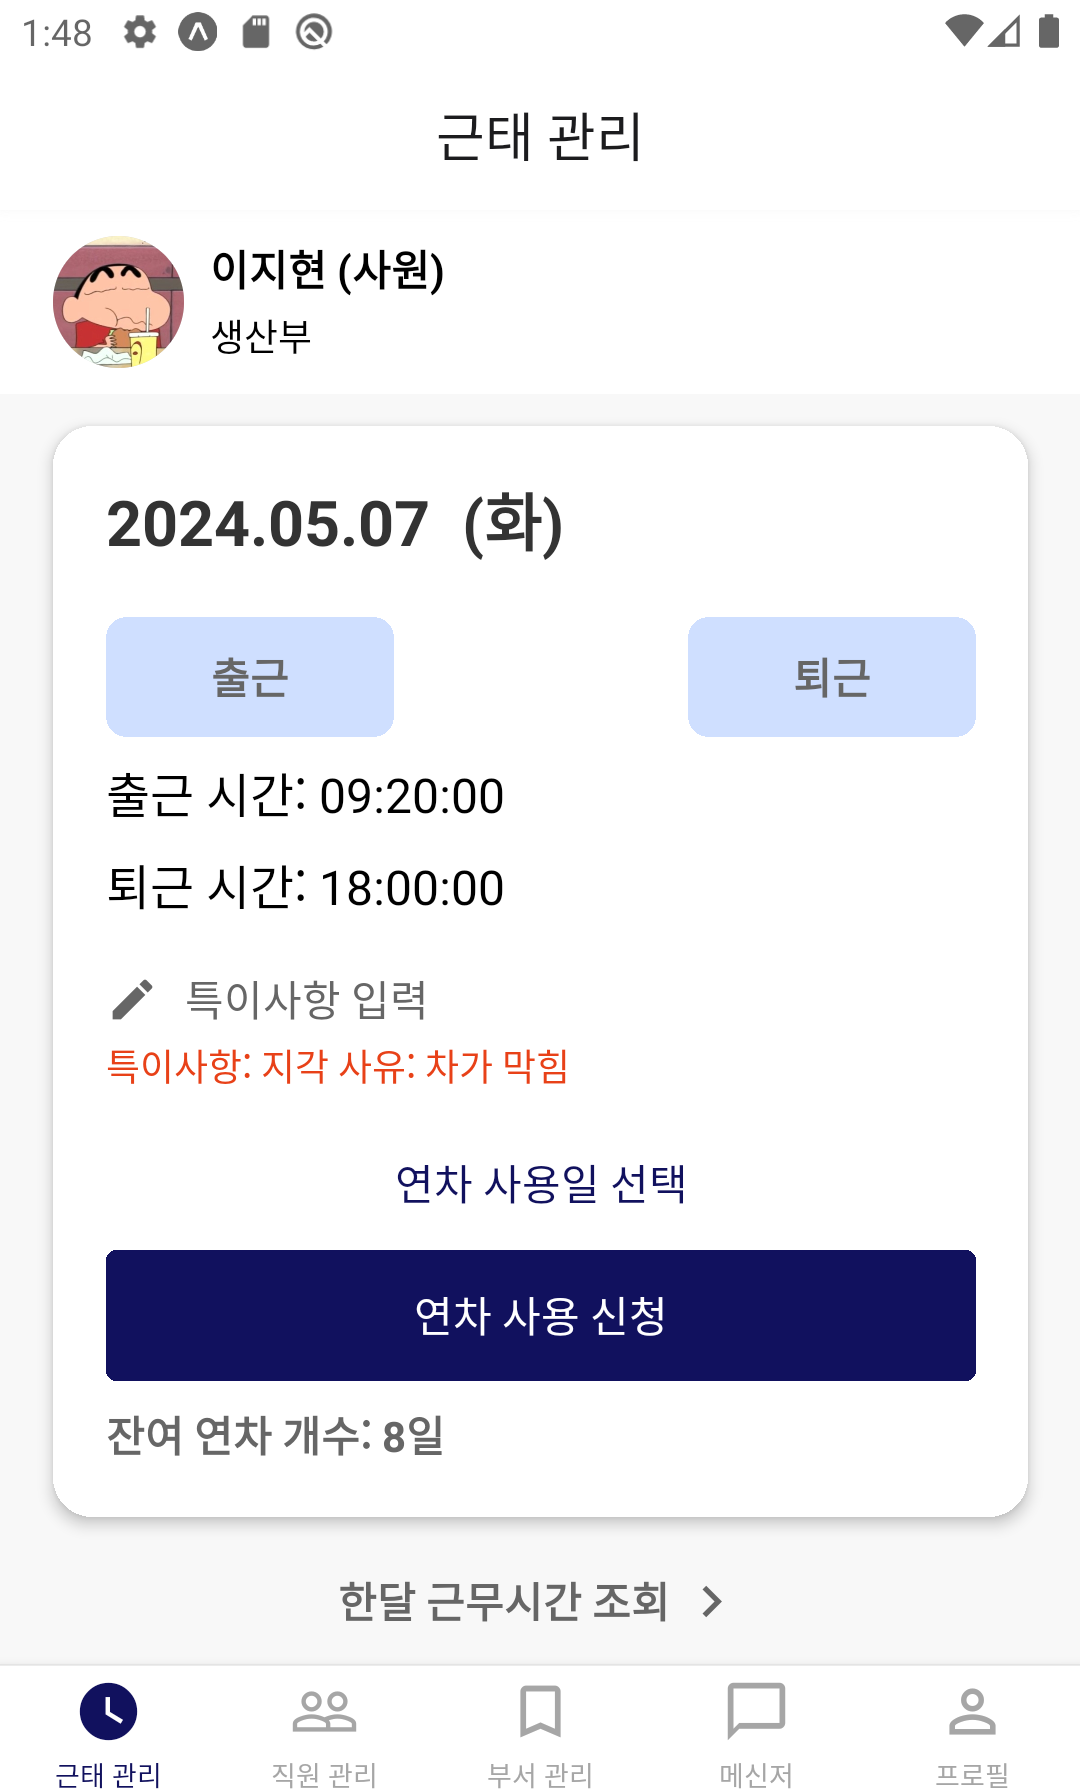 1:48
근태 관리
이지현 (사원)
생산부
2024.05.07 (화)
출근 퇴근
출근 시간: 09:20:00
퇴근 시간: 18:00:00
특이사항 입력
특이사항: 지각 사유: 차가 막힘
연차 사용일 선택
연차 사용 신청
잔여 연차 개수: 8일
한달 근무시간 조회
근태 관리 직원 관리 부서 관리 메신저 프로필